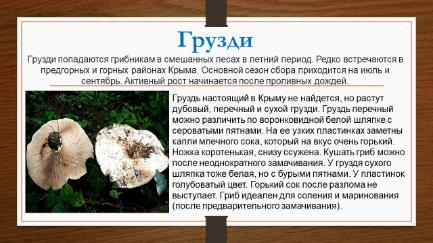 Грузди
Грузди попадаются грибникам в смешанных лесах в летний период. Редко встречаются в
предгорных и горных районах Крыма. Основной сезон сбора приходится на июль и
сентябрь. Активный рост начинается после проливных дождей.
Груздь настоящий в Крыму не найдется, но растут
дубовый, перечный и сухой грузди. Груздь перечный
можно различить по воронковидной белой шляпке с
сероватыми пятнами. На ее узких пластинках заметны
капли млечного сока, который на вкус очень горький.
Ножка коротенькая, снизу ссужена. Кушать гриб можно
после неоднократного замачивания. У груздя сухого
шляпка тоже белая, но с бурыми пятнами. У пластинок
голубоватый цвет. Горький сок после разлома не
выступает. Гриб идеален для соления и маринования
(после предварительного замачивания).